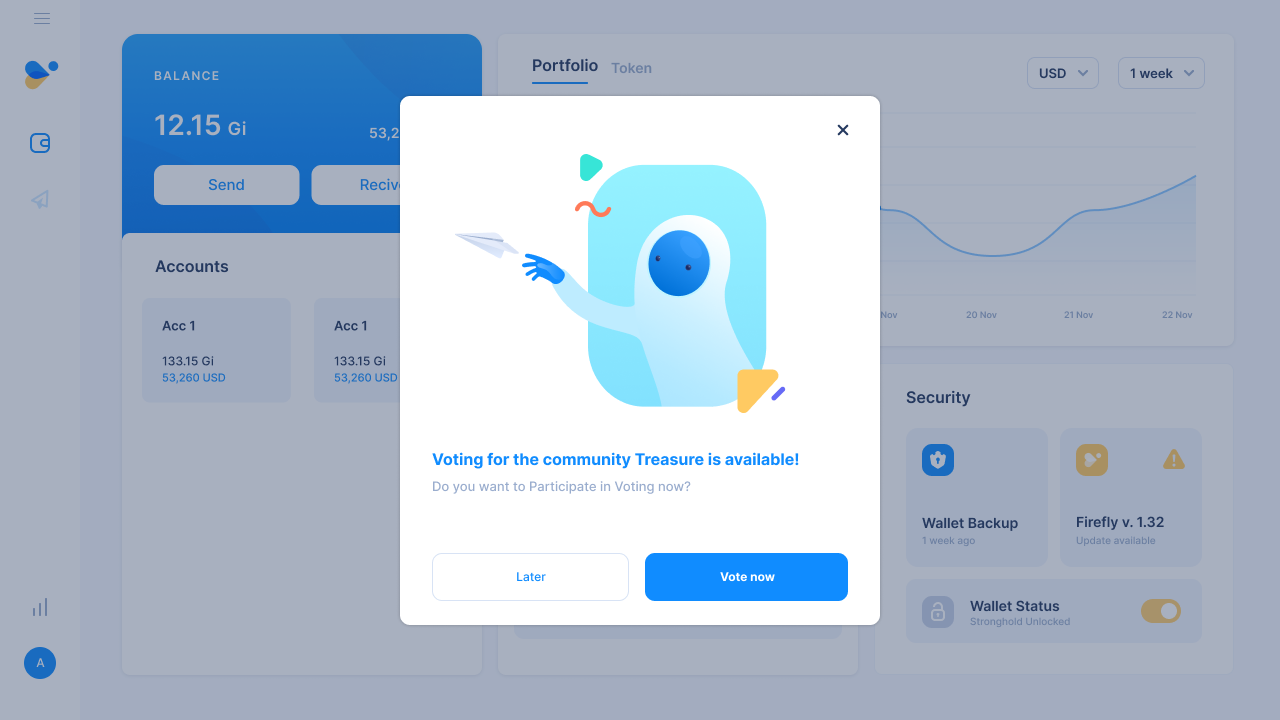 BALANCE
12.15 Gi
53,2
Send
Reciv
Accounts
Acc 1
133.15 Gi
53,260 USD
Acc 1
133.15 Gi
53,260 USD
Portfolio
Token
USD
1 week
Nov
20 Nov
21 Nov
22 Nov
Voting for the community Treasure is available!
Do you want to Participate in Voting now?
Later
Vote now
Security
Wallet Backup
1 week ago
Firefly v. 1.32
Update available
Wallet Status
Stronghold Unlocked
A